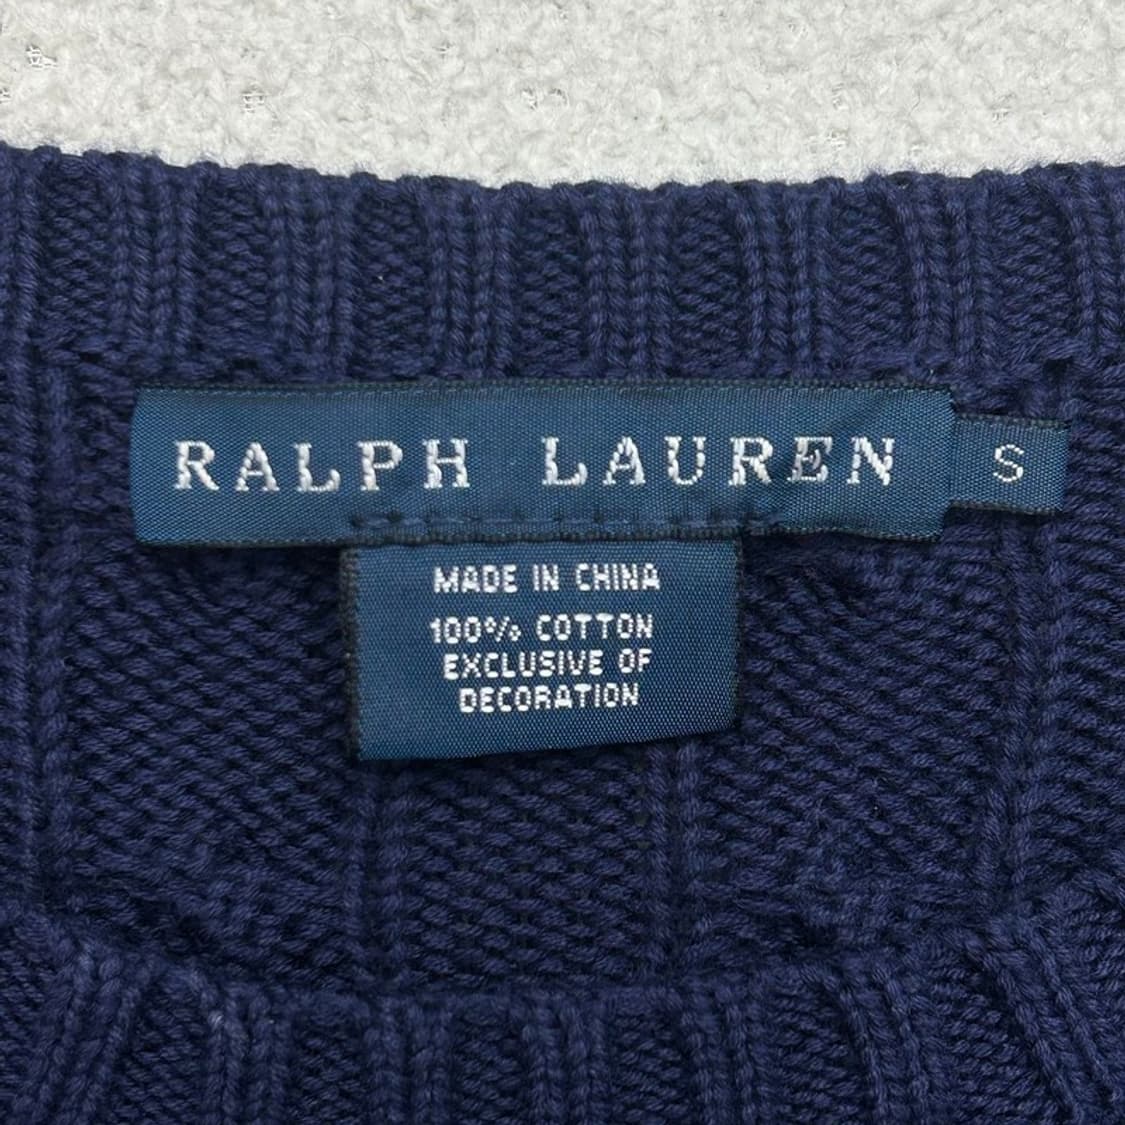 RALPH LAUREN
S
MADE IN CHINA
100% COTTON
EXCLUSIVE OF
DECORATION